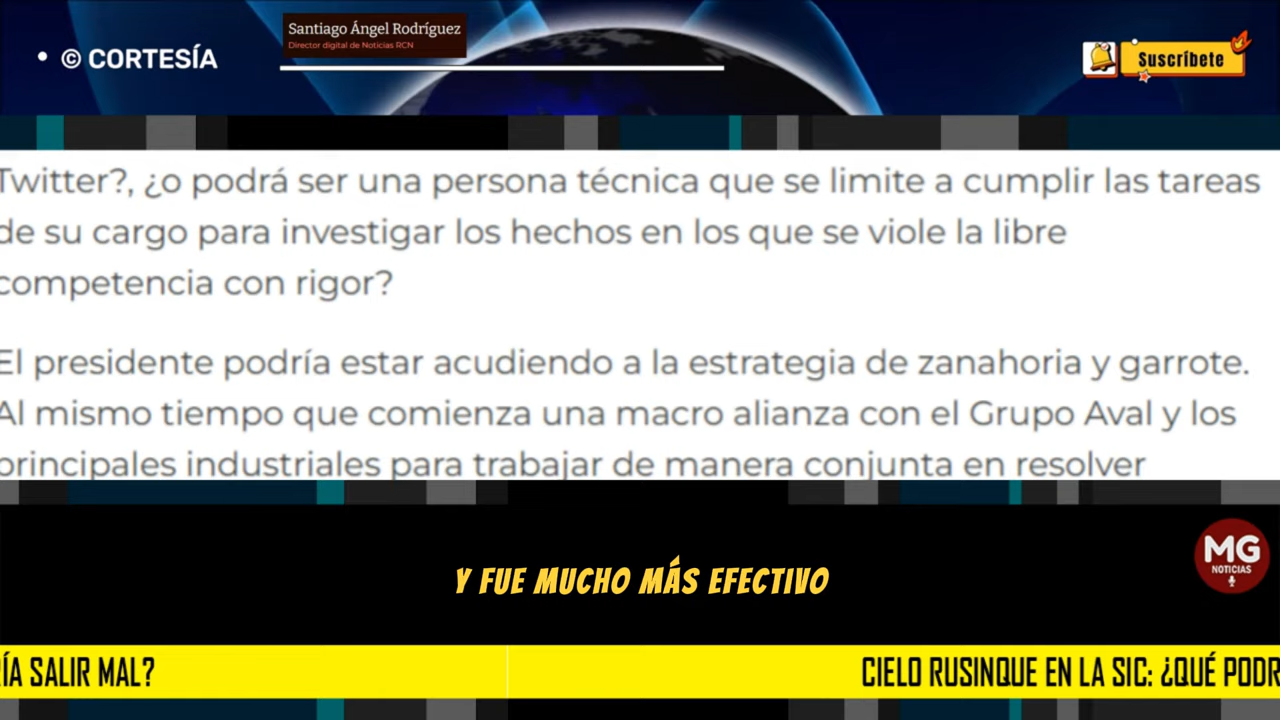 Santiago Ángel Rodríguez
Director digital de Noticias RCN
• © CORTESÍA
Suscríbete
Twitter?, ¿o podrá ser una persona técnica que se limite a cumplir las tareas
de su cargo para investigar los hechos en los que se viole la libre
competencia con rigor?
El presidente podría estar acudiendo a la estrategia de zanahoria y garrote.
Al mismo tiempo que comienza una macro alianza con el Grupo Aval y los
principales industriales para trabajar de manera conjunta en resolver
MG
NOTICIAS
Y FUE MUCHO MÁS EFECTIVO
RÍA SALIR MAL?
CIELO RUSINQUE EN LA SIC: ¿QUÉ PODR